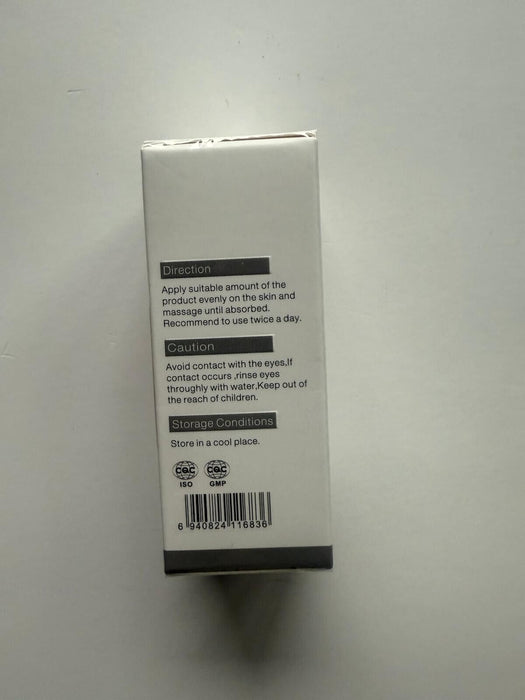 Direction
Apply suitable amount of the
product evenly on the skin and
massage until absorbed.
Recommend to use twice a day.
Caution
Avoid contact with the eyes,If
contact occurs ,rinse eyes
throughly with water,Keep out of
the reach of children.
Storage Conditions
Store in a cool place.
CQC CQC
ISO GMP
6 940824 116836